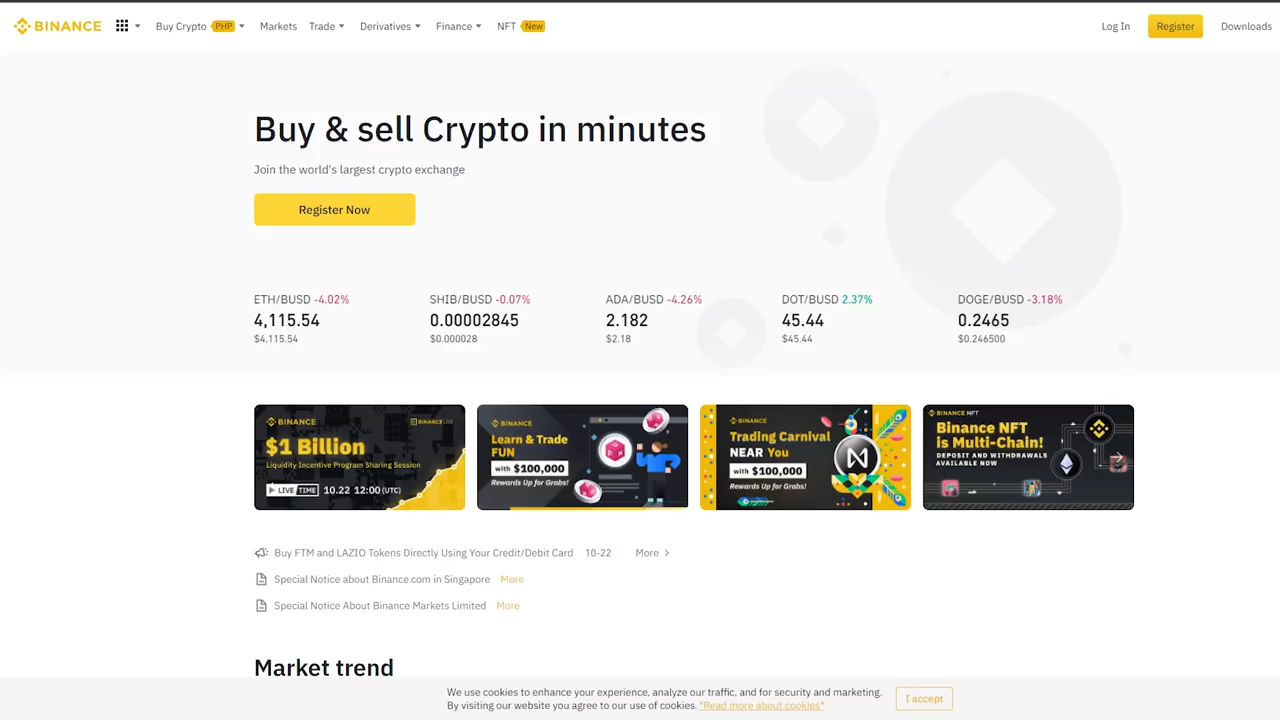 BINANCE
Buy Crypto PHP
Markets
Trade
Derivatives
Finance
NFT New
Log In
Register
Downloads
Buy & sell Crypto in minutes
Join the world's largest crypto exchange
Register Now
ETH/BUSD -4.02%
4,115.54
$4,115.54
SHIB/BUSD -0.07%
0.00002845
$0.000028
ADA/BUSD -4.26%
2.182
$2.18
DOT/BUSD 2.37%
45.44
$45.44
DOGE/BUSD -3.18%
0.2465
$0.246500
BINANCE
BINANCE LIVE
$1 Billion
Liquidity Incentive Program Sharing Session
LIVE TIME 10.22 12:00 (UTC)
BINANCE
Learn & Trade
FUN
with $100,000
Rewards Up for Grabs!
BINANCE
Trading Carnival
NEAR You
with $100,000
Rewards Up for Grabs!
BINANCE NFT
Binance NFT
is Multi-Chain!
DEPOSIT AND WITHDRAWALS
AVAILABLE NOW
Buy FTM and LAZIO Tokens Directly Using Your Credit/Debit Card 10-22 More
Special Notice about Binance.com in Singapore More
Special Notice About Binance Markets Limited More
Market trend
We use cookies to enhance your experience, analyze our traffic, and for security and marketing.
By visiting our website you agree to our use of cookies. "Read more about cookies"
I accept